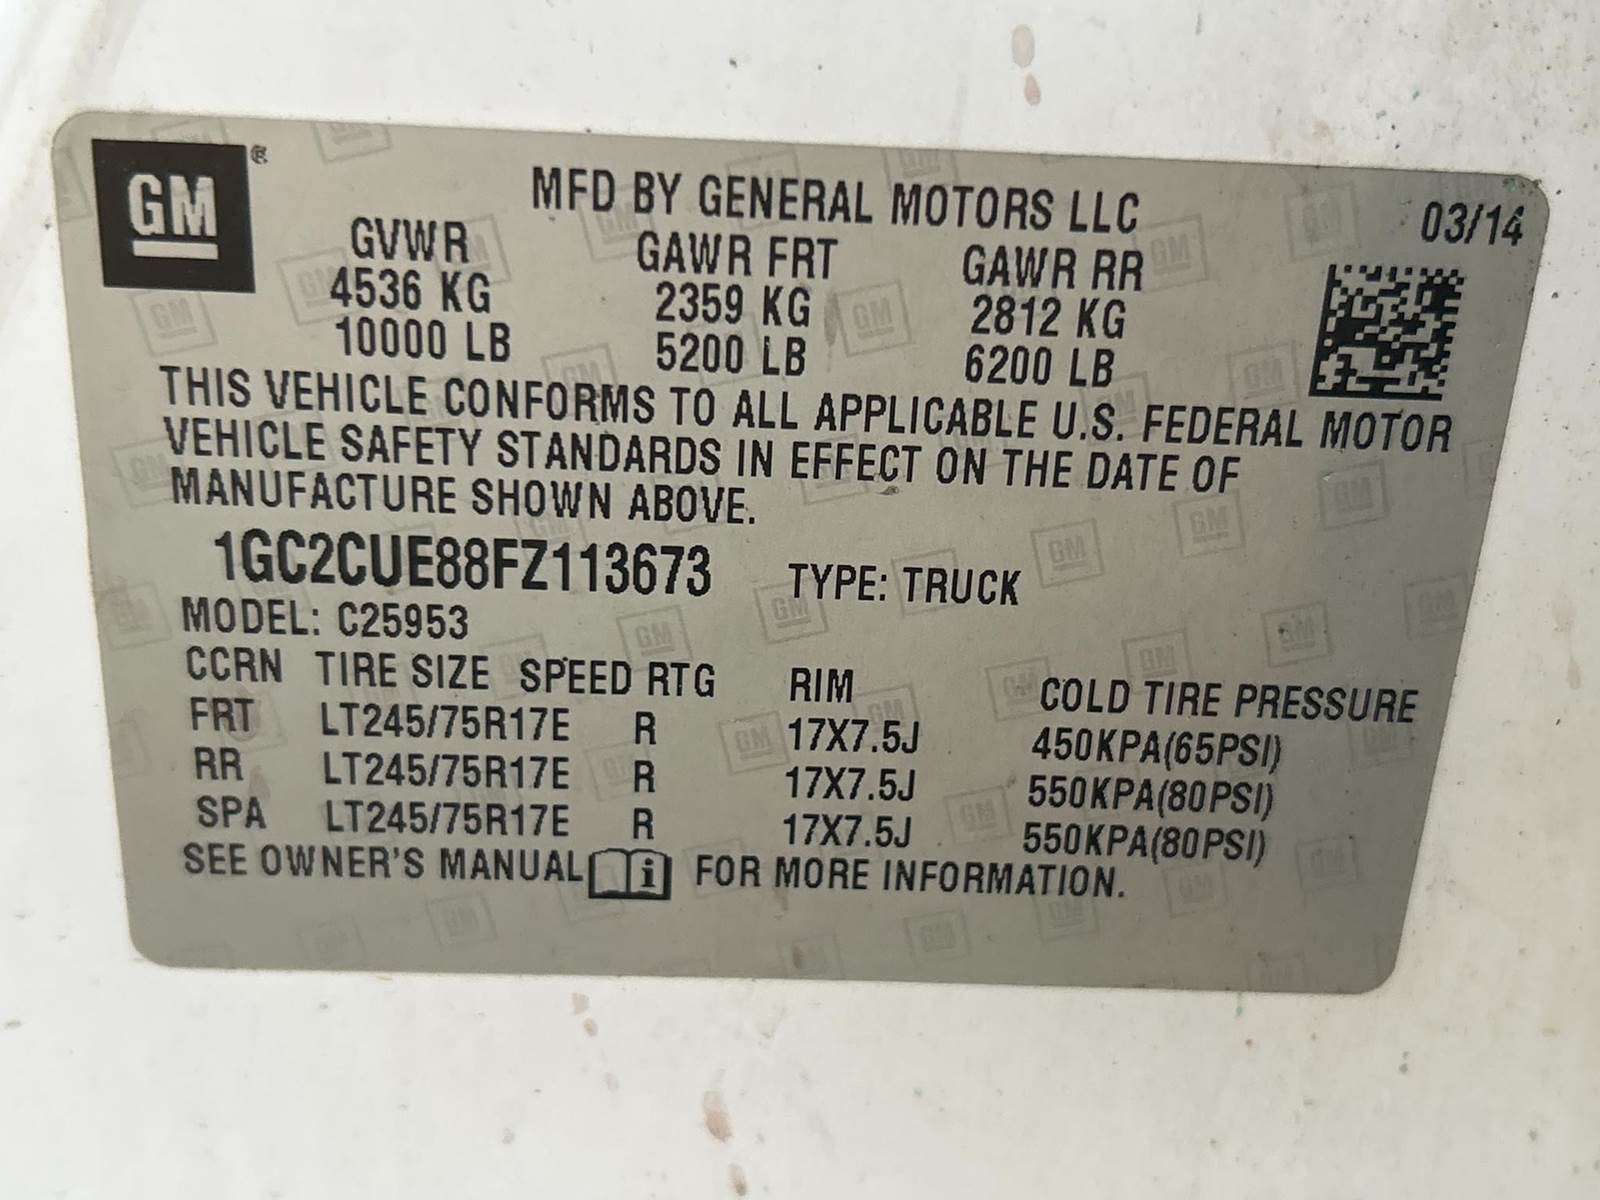 GM®
MFD BY GENERAL MOTORS LLC 03/14
GVWR GAWR FRT GAWR RR
4536 KG 2359 KG 2812 KG
10000 LB 5200 LB 6200 LB
THIS VEHICLE CONFORMS TO ALL APPLICABLE U.S. FEDERAL MOTOR
VEHICLE SAFETY STANDARDS IN EFFECT ON THE DATE OF
MANUFACTURE SHOWN ABOVE.
1GC2CUE88FZ113673 TYPE: TRUCK
MODEL: C25953
CCRN TIRE SIZE SPEED RTG RIM COLD TIRE PRESSURE
FRT LT245/75R17E R 17X7.5J 450KPA(65PSI)
RR LT245/75R17E R 17X7.5J 550KPA(80PSI)
SPA LT245/75R17E R 17X7.5J 550KPA(80PSI)
SEE OWNER'S MANUAL i FOR MORE INFORMATION.